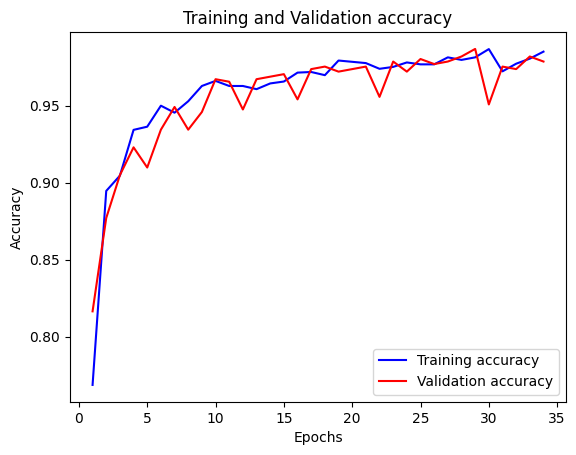 Training and Validation accuracy
Accuracy
0.95
0.90
0.85
0.80
Training accuracy
Validation accuracy
0 5 10 15 20 25 30 35
Epochs